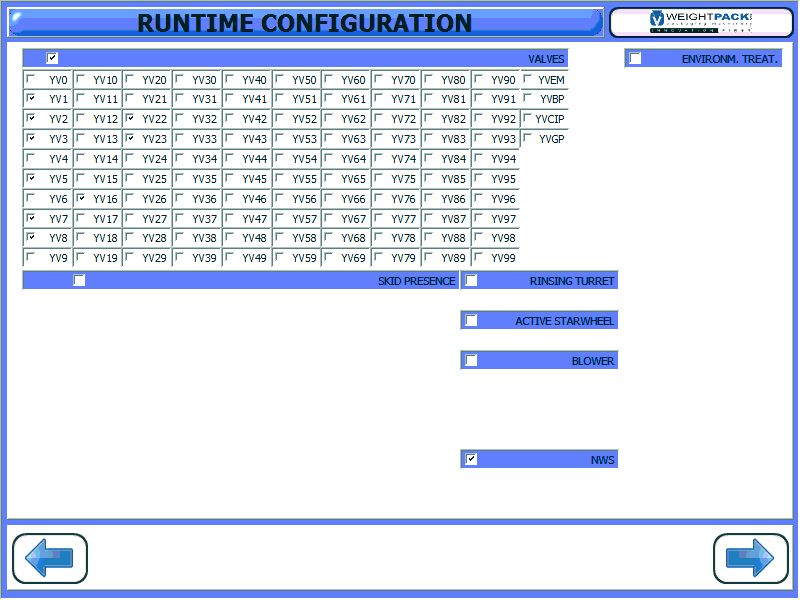 RUNTIME CONFIGURATION
WEIGHTPACK
packaging machinery
INNOVATION FIRST
VALVES
ENVIRONM. TREAT.
YV0 YV10 YV20 YV30 YV40 YV50 YV60 YV70 YV80 YV90 YVEM
YV1 YV11 YV21 YV31 YV41 YV51 YV61 YV71 YV81 YV91 YVBP
YV2 YV12 YV22 YV32 YV42 YV52 YV62 YV72 YV82 YV92 YVCIP
YV3 YV13 YV23 YV33 YV43 YV53 YV63 YV73 YV83 YV93 YVGP
YV4 YV14 YV24 YV34 YV44 YV54 YV64 YV74 YV84 YV94
YV5 YV15 YV25 YV35 YV45 YV55 YV65 YV75 YV85 YV95
YV6 YV16 YV26 YV36 YV46 YV56 YV66 YV76 YV86 YV96
YV7 YV17 YV27 YV37 YV47 YV57 YV67 YV77 YV87 YV97
YV8 YV18 YV28 YV38 YV48 YV58 YV68 YV78 YV88 YV98
YV9 YV19 YV29 YV39 YV49 YV59 YV69 YV79 YV89 YV99
SKID PRESENCE
RINSING TURRET
ACTIVE STARWHEEL
BLOWER
NWS